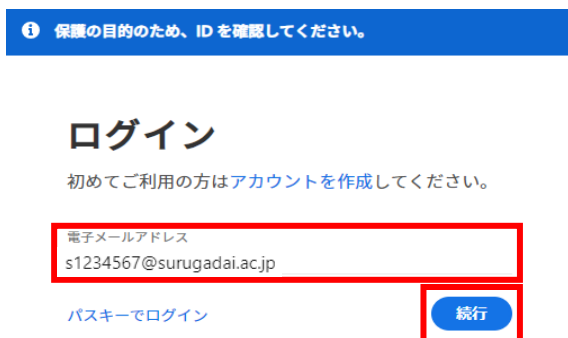 保護の目的のため、ID を確認してください。
ログイン
初めてご利用の方はアカウントを作成してください。
電子メールアドレス
s1234567@surugadai.ac.jp
パスキーでログイン
続行